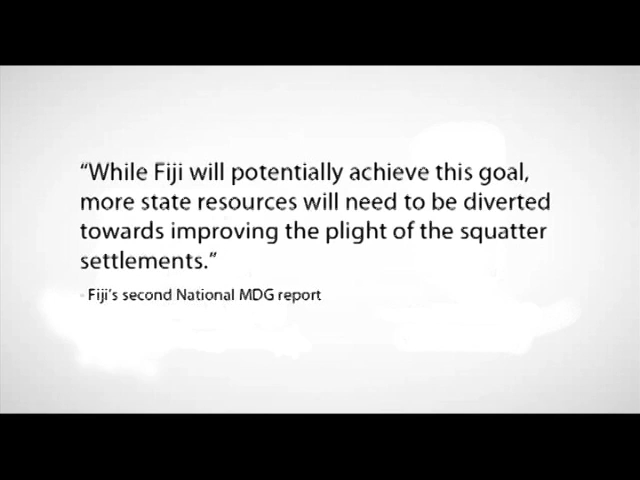 “While Fiji will potentially achieve this goal,
more state resources will need to be diverted
towards improving the plight of the squatter
settlements.”
- Fiji’s second National MDG report